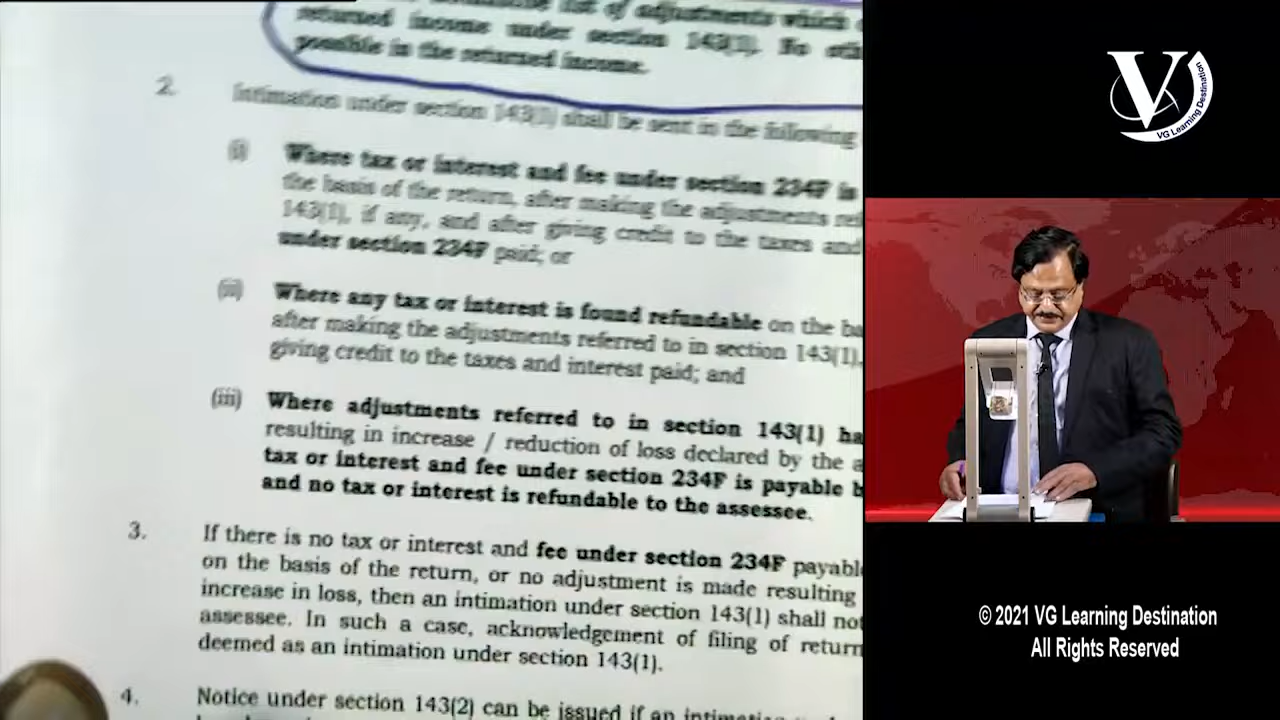 list of adjustments which
returned income under section 143(1). No
possible in the returned income.
2. Intimation under section 143(1) shall be sent in the following
(i) Where tax or interest and fee under section 234F is
the basis of the return, after making the adjustments
143(1), if any, and after giving credit to the taxes and
under section 234F paid; or
(ii) Where any tax or interest is found refundable on the
after making the adjustments referred to in section 143(1),
giving credit to the taxes and interest paid; and
(iii) Where adjustments referred to in section 143(1)
resulting in increase / reduction of loss declared by the
tax or interest and fee under section 234F is payable
and no tax or interest is refundable to the assessee.
3. If there is no tax or interest and fee under section 234F
on the basis of the return, or no adjustment is made resulting
increase in loss, then an intimation under section 143(1) shall
assessee. In such a case, acknowledgement of filing of return
deemed as an intimation under section 143(1).
4. Notice under section 143(2) can be issued if an
V
VG Learning Destination
© 2021 VG Learning Destination
All Rights Reserved